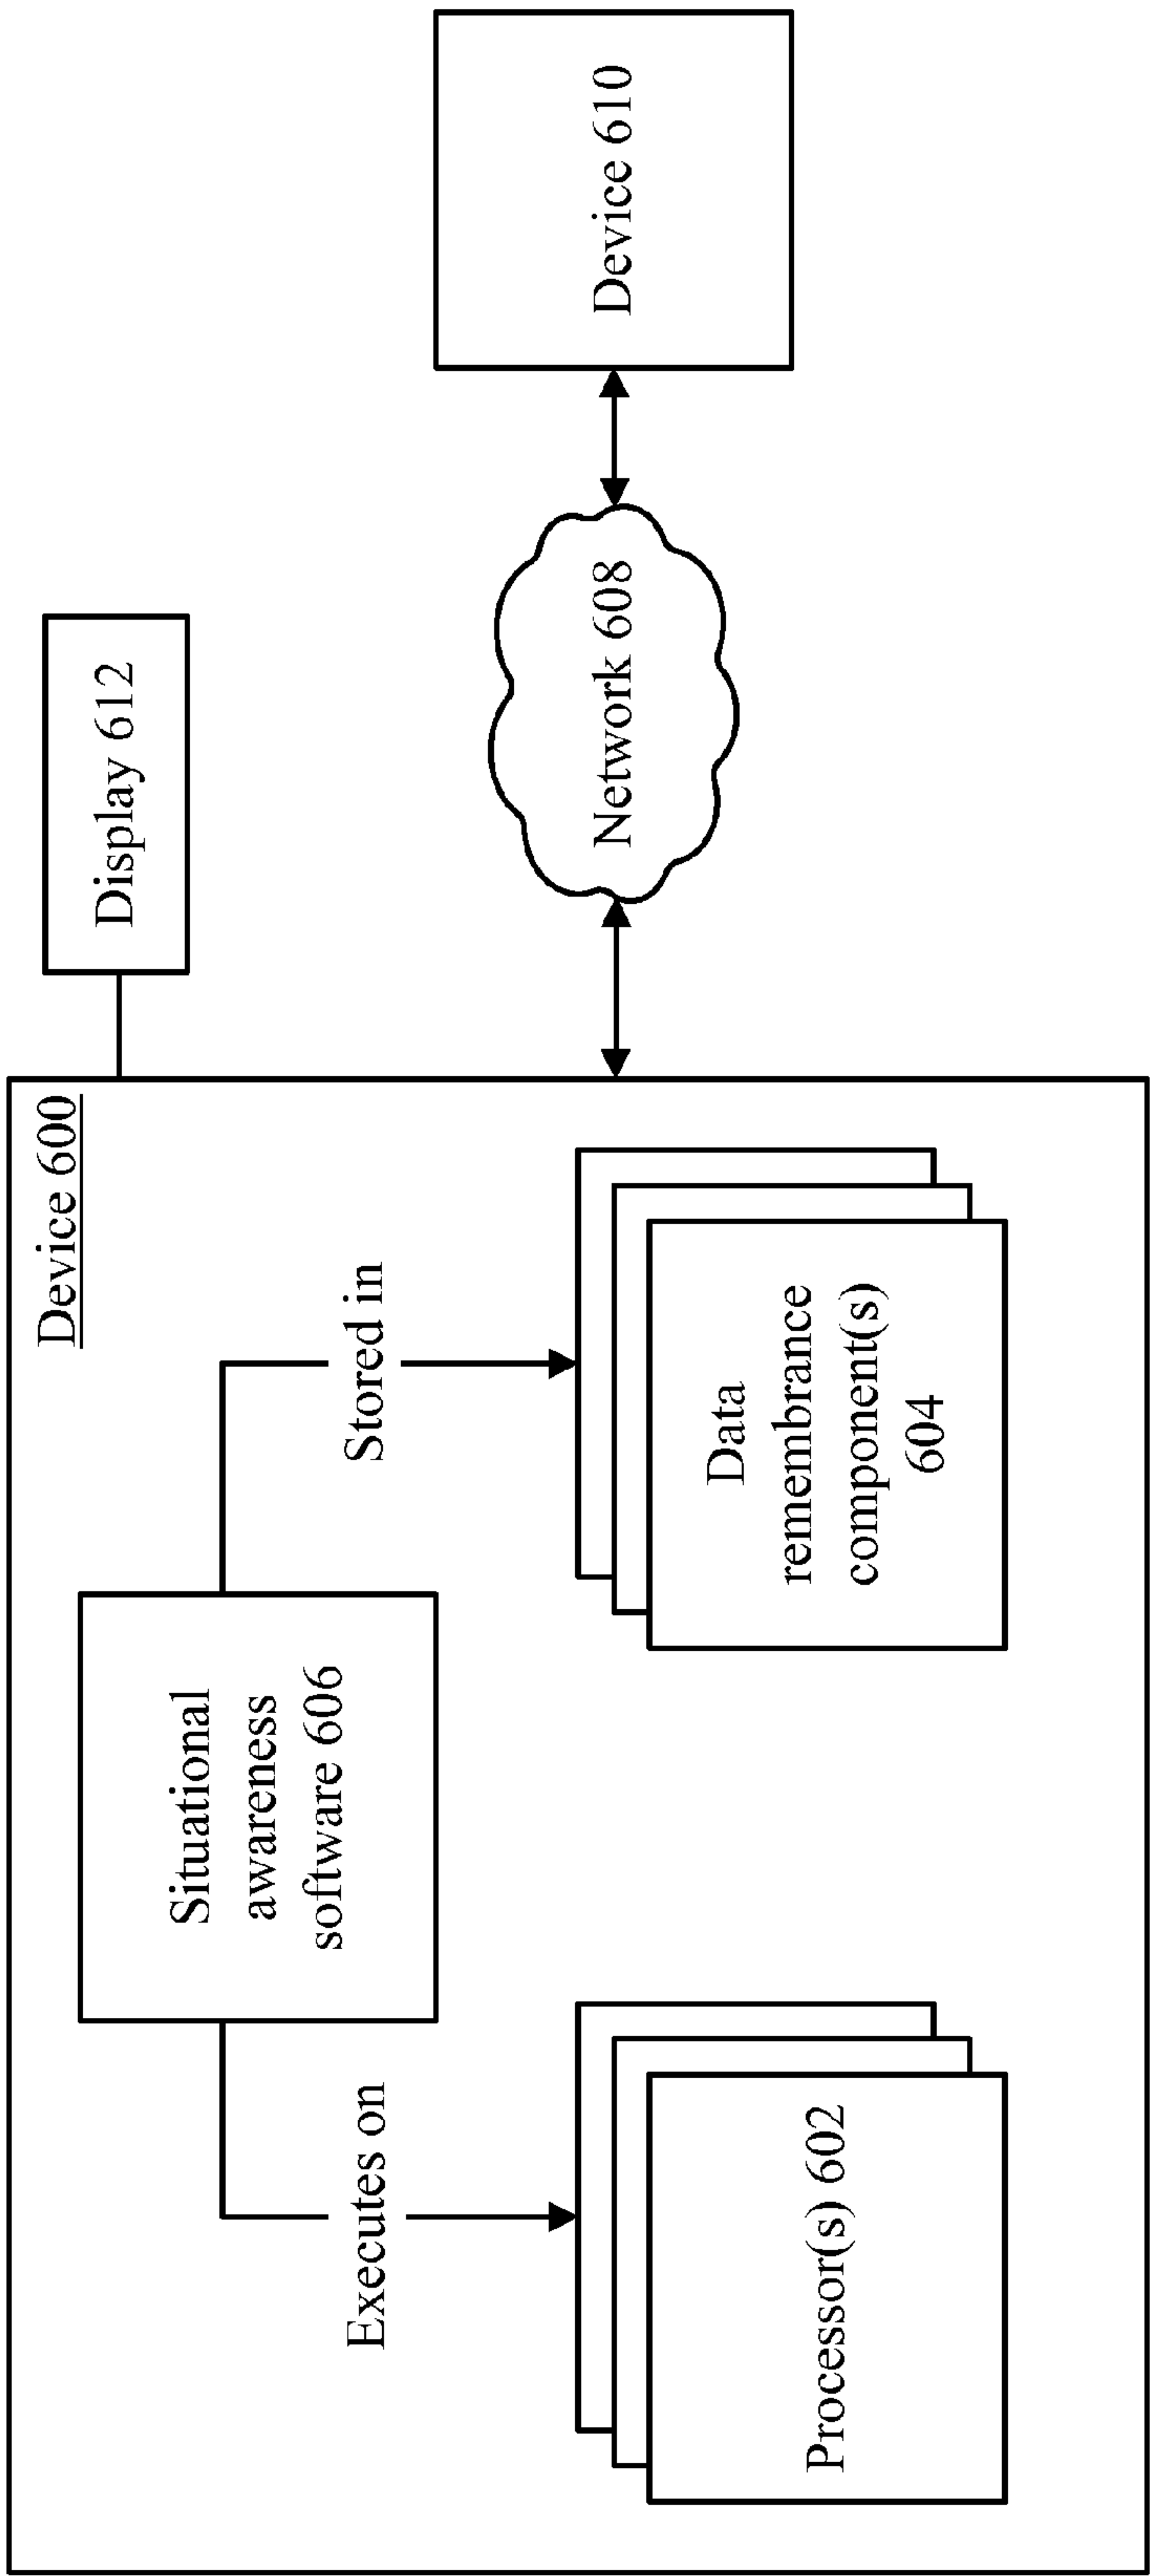 Device 600
Situational
awareness
software 606
Executes on
Stored in
Processor(s) 602
Data
remembrance
component(s)
604
Display 612
Network 608
Device 610